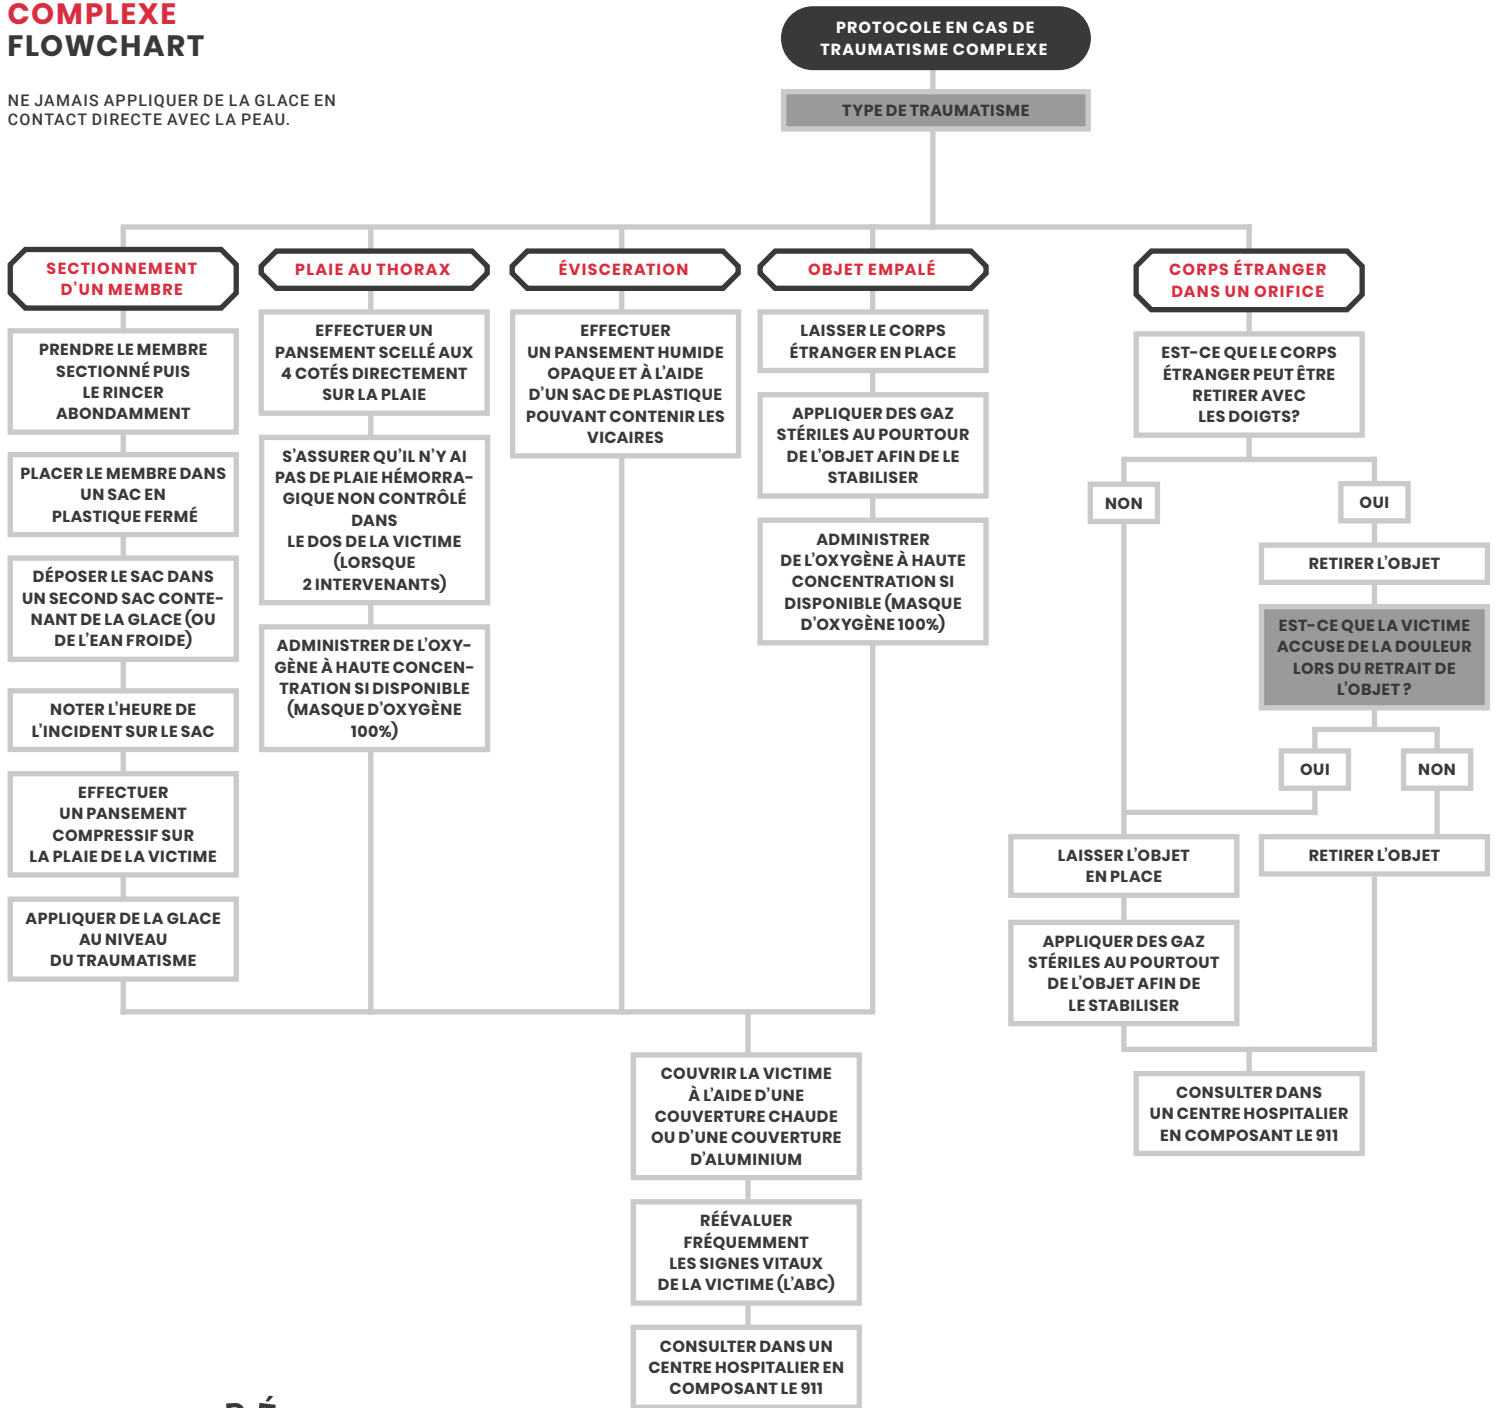 COMPLEXE
FLOWCHART
NE JAMAIS APPLIQUER DE LA GLACE EN
CONTACT DIRECTE AVEC LA PEAU.
PROTOCOLE EN CAS DE
TRAUMATISME COMPLEXE
TYPE DE TRAUMATISME
SECTIONNEMENT
D'UN MEMBRE
PRENDRE LE MEMBRE
SECTIONNÉ PUIS
LE RINCER
ABONDAMMENT
PLACER LE MEMBRE DANS
UN SAC EN
PLASTIQUE FERMÉ
DÉPOSER LE SAC DANS
UN SECOND SAC CONTE-
NANT DE LA GLACE (OU
DE L'EAN FROIDE)
NOTER L'HEURE DE
L'INCIDENT SUR LE SAC
EFFECTUER
UN PANSEMENT
COMPRESSIF SUR
LA PLAIE DE LA VICTIME
APPLIQUER DE LA GLACE
AU NIVEAU
DU TRAUMATISME
PLAIE AU THORAX
EFFECTUER UN
PANSEMENT SCELLÉ AUX
4 COTÉS DIRECTEMENT
SUR LA PLAIE
S'ASSURER QU'IL N'Y AI
PAS DE PLAIE HÉMORRA-
GIQUE NON CONTRÔLÉ
DANS
LE DOS DE LA VICTIME
(LORSQUE
2 INTERVENANTS)
ADMINISTRER DE L'OXY-
GÈNE À HAUTE CONCEN-
TRATION SI DISPONIBLE
(MASQUE D'OXYGÈNE
100%)
ÉVISCERATION
EFFECTUER
UN PANSEMENT HUMIDE
OPAQUE ET À L'AIDE
D'UN SAC DE PLASTIQUE
POUVANT CONTENIR LES
VICAIRES
OBJET EMPALÉ
LAISSER LE CORPS
ÉTRANGER EN PLACE
APPLIQUER DES GAZ
STÉRILES AU POURTOUR
DE L'OBJET AFIN DE LE
STABILISER
ADMINISTRER
DE L'OXYGÈNE À HAUTE
CONCENTRATION SI
DISPONIBLE (MASQUE
D'OXYGÈNE 100%)
CORPS ÉTRANGER
DANS UN ORIFICE
EST-CE QUE LE CORPS
ÉTRANGER PEUT ÊTRE
RETIRER AVEC
LES DOIGTS?
NON
OUI
RETIRER L'OBJET
EST-CE QUE LA VICTIME
ACCUSE DE LA DOULEUR
LORS DU RETRAIT DE
L'OBJET ?
OUI
NON
LAISSER L'OBJET
EN PLACE
RETIRER L'OBJET
APPLIQUER DES GAZ
STÉRILES AU POURTOUT
DE L'OBJET AFIN DE
LE STABILISER
CONSULTER DANS
UN CENTRE HOSPITALIER
EN COMPOSANT LE 911
COUVRIR LA VICTIME
À L'AIDE D'UNE
COUVERTURE CHAUDE
OU D'UNE COUVERTURE
D'ALUMINIUM
RÉÉVALUER
FRÉQUEMMENT
LES SIGNES VITAUX
DE LA VICTIME (L'ABC)
CONSULTER DANS UN
CENTRE HOSPITALIER EN
COMPOSANT LE 911